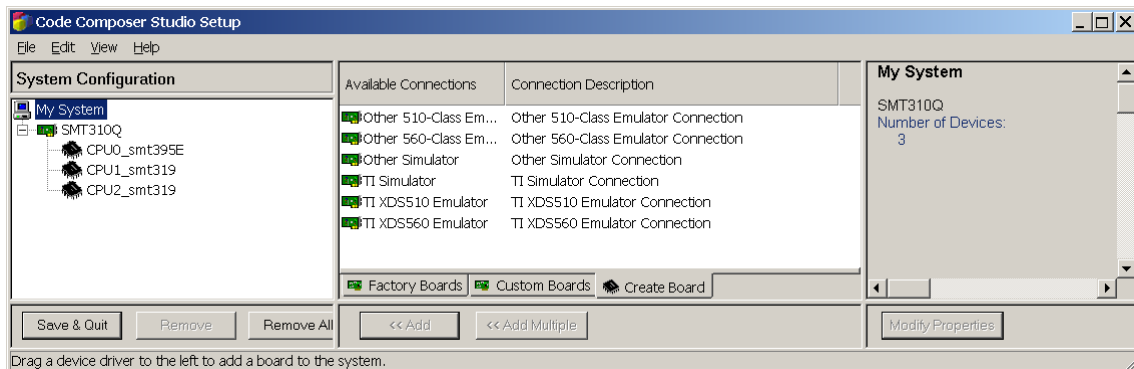 Code Composer Studio Setup
File Edit View Help
System Configuration
My System
SMT310Q
CPU0_smt395E
CPU1_smt319
CPU2_smt319
Save & Quit Remove Remove All
Available Connections Connection Description
Other 510-Class Em... Other 510-Class Emulator Connection
Other 560-Class Em... Other 560-Class Emulator Connection
Other Simulator Other Simulator Connection
TI Simulator TI Simulator Connection
TI XDS510 Emulator TI XDS510 Emulator Connection
TI XDS560 Emulator TI XDS560 Emulator Connection
Factory Boards Custom Boards Create Board
<< Add << Add Multiple
My System
SMT310Q
Number of Devices:
3
Modify Properties
Drag a device driver to the left to add a board to the system.